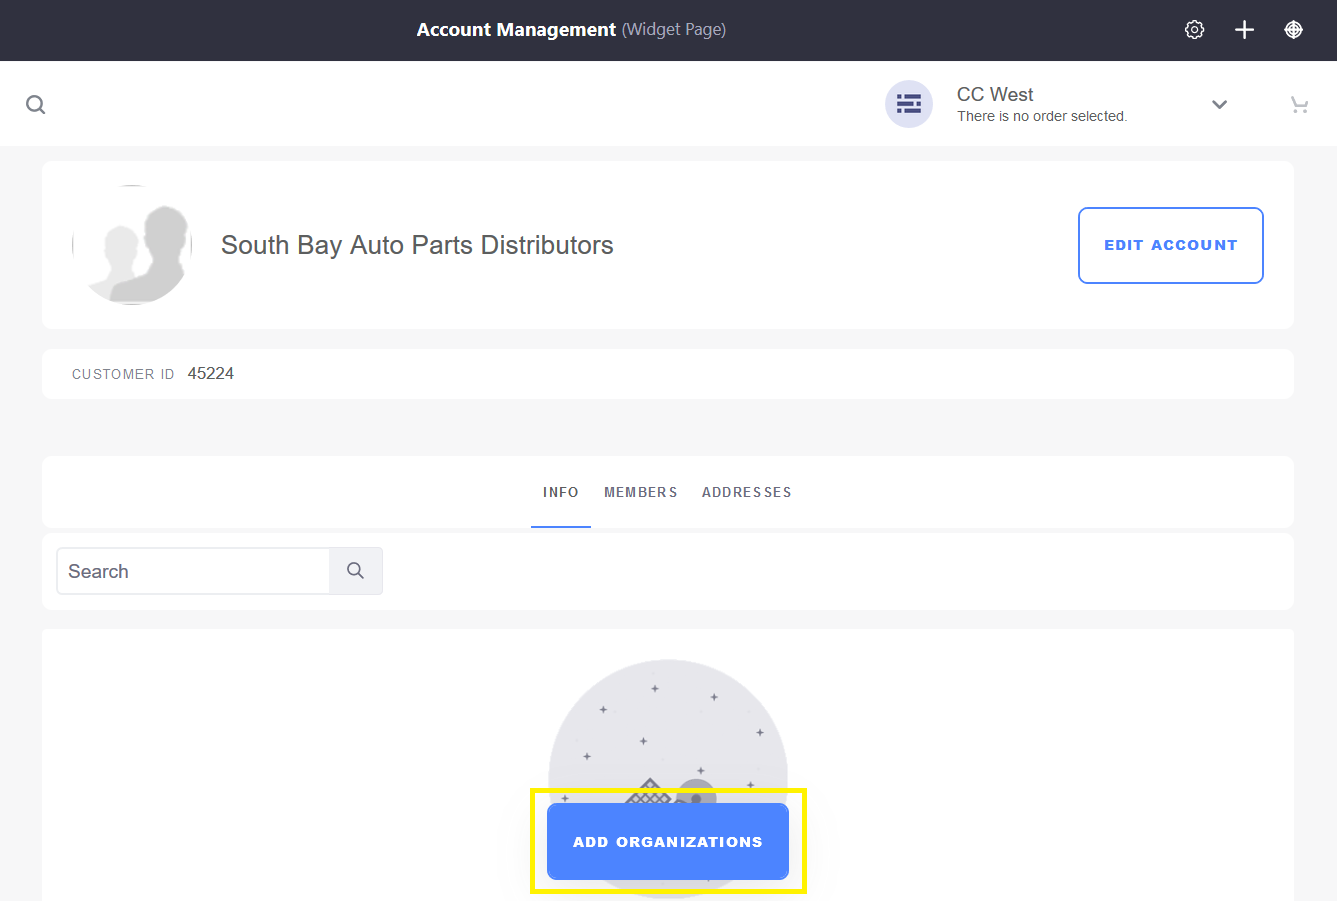 Account Management (Widget Page)
CC West
There is no order selected.
South Bay Auto Parts Distributors
EDIT ACCOUNT
CUSTOMER ID 45224
INFO MEMBERS ADDRESSES
Search
ADD ORGANIZATIONS